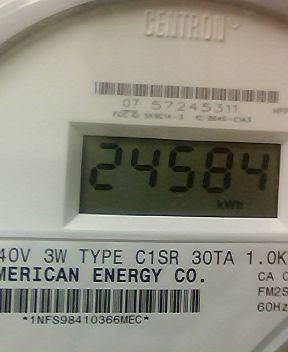 CENTRON
07 57245311
24584
kWh
40V 3W TYPE C1SR 30TA 1.0K
MERICAN ENERGY CO.
CA 0
FM2S
60Hz
*1NFS98410366MEC*